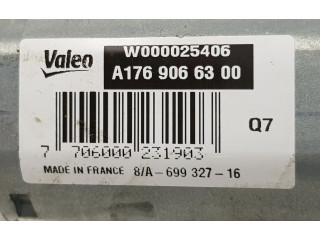 Valeo
W000025406
A176 906 63 00
Q7
7 706000 231903
MADE IN FRANCE 8/A-699 327-16